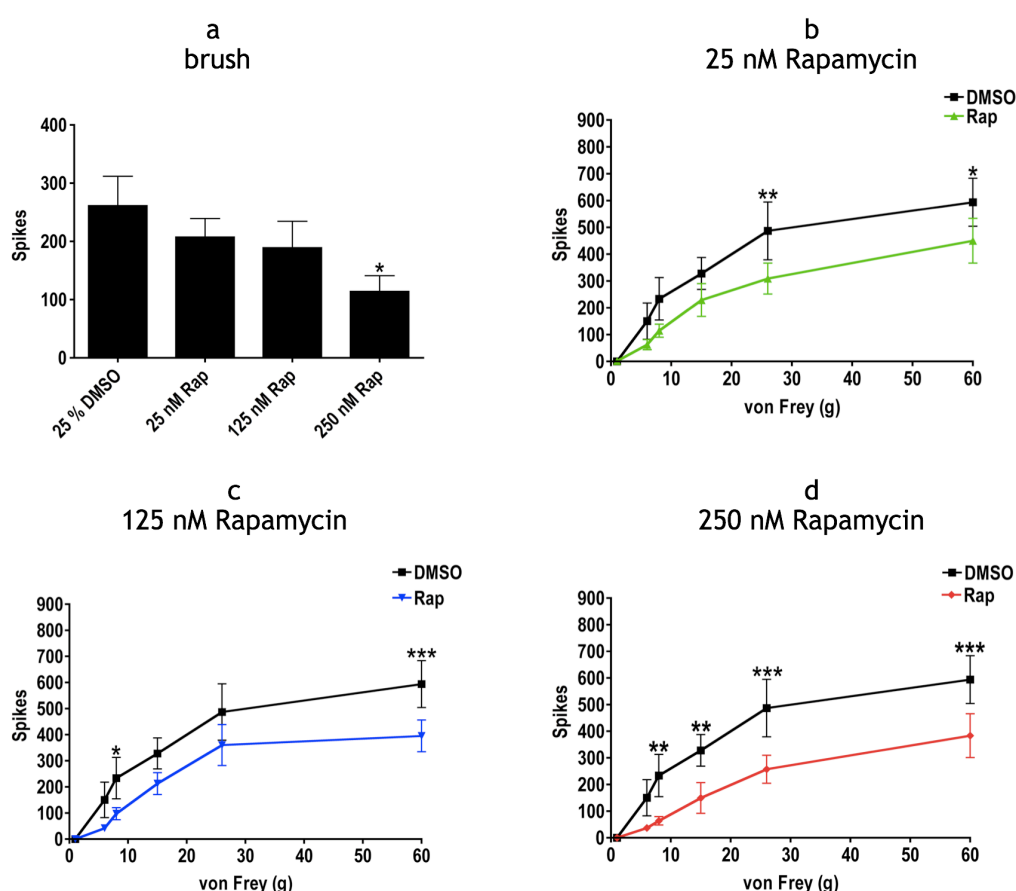 a
brush
400
300
200
100
0
Spikes
*
25 % DMSO
25 nM Rap
125 nM Rap
250 nM Rap
b
25 nM Rapamycin
DMSO
Rap
900
800
700
600
500
400
300
200
100
0
Spikes
**
*
0 10 20 30 40 50 60
von Frey (g)
c
125 nM Rapamycin
DMSO
Rap
900
800
700
600
500
400
300
200
100
0
Spikes
*
***
0 10 20 30 40 50 60
von Frey (g)
d
250 nM Rapamycin
DMSO
Rap
900
800
700
600
500
400
300
200
100
0
Spikes
**
**
***
***
0 10 20 30 40 50 60
von Frey (g)